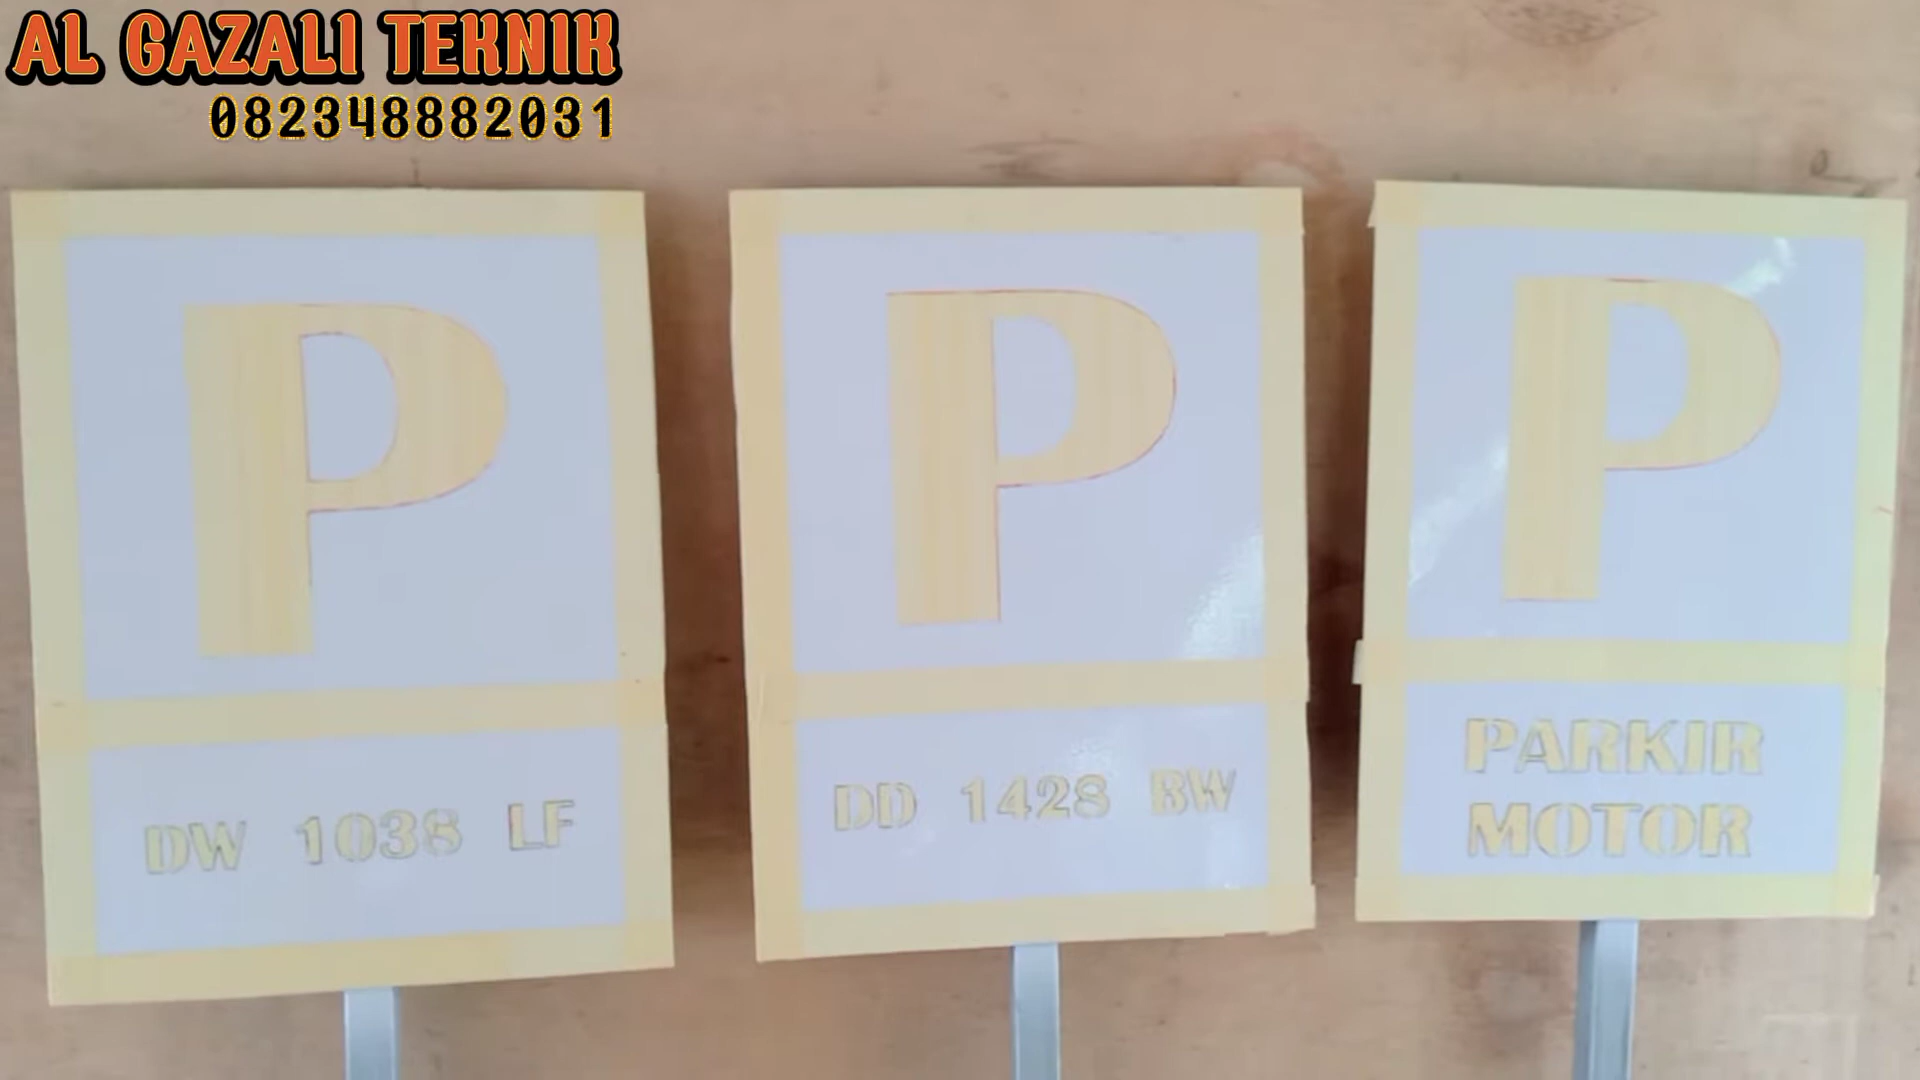 AL GAZALI TEKNIK
082348882031
P
DW 1038 LF
P
DD 1428 BW
P
PARKIR
MOTOR